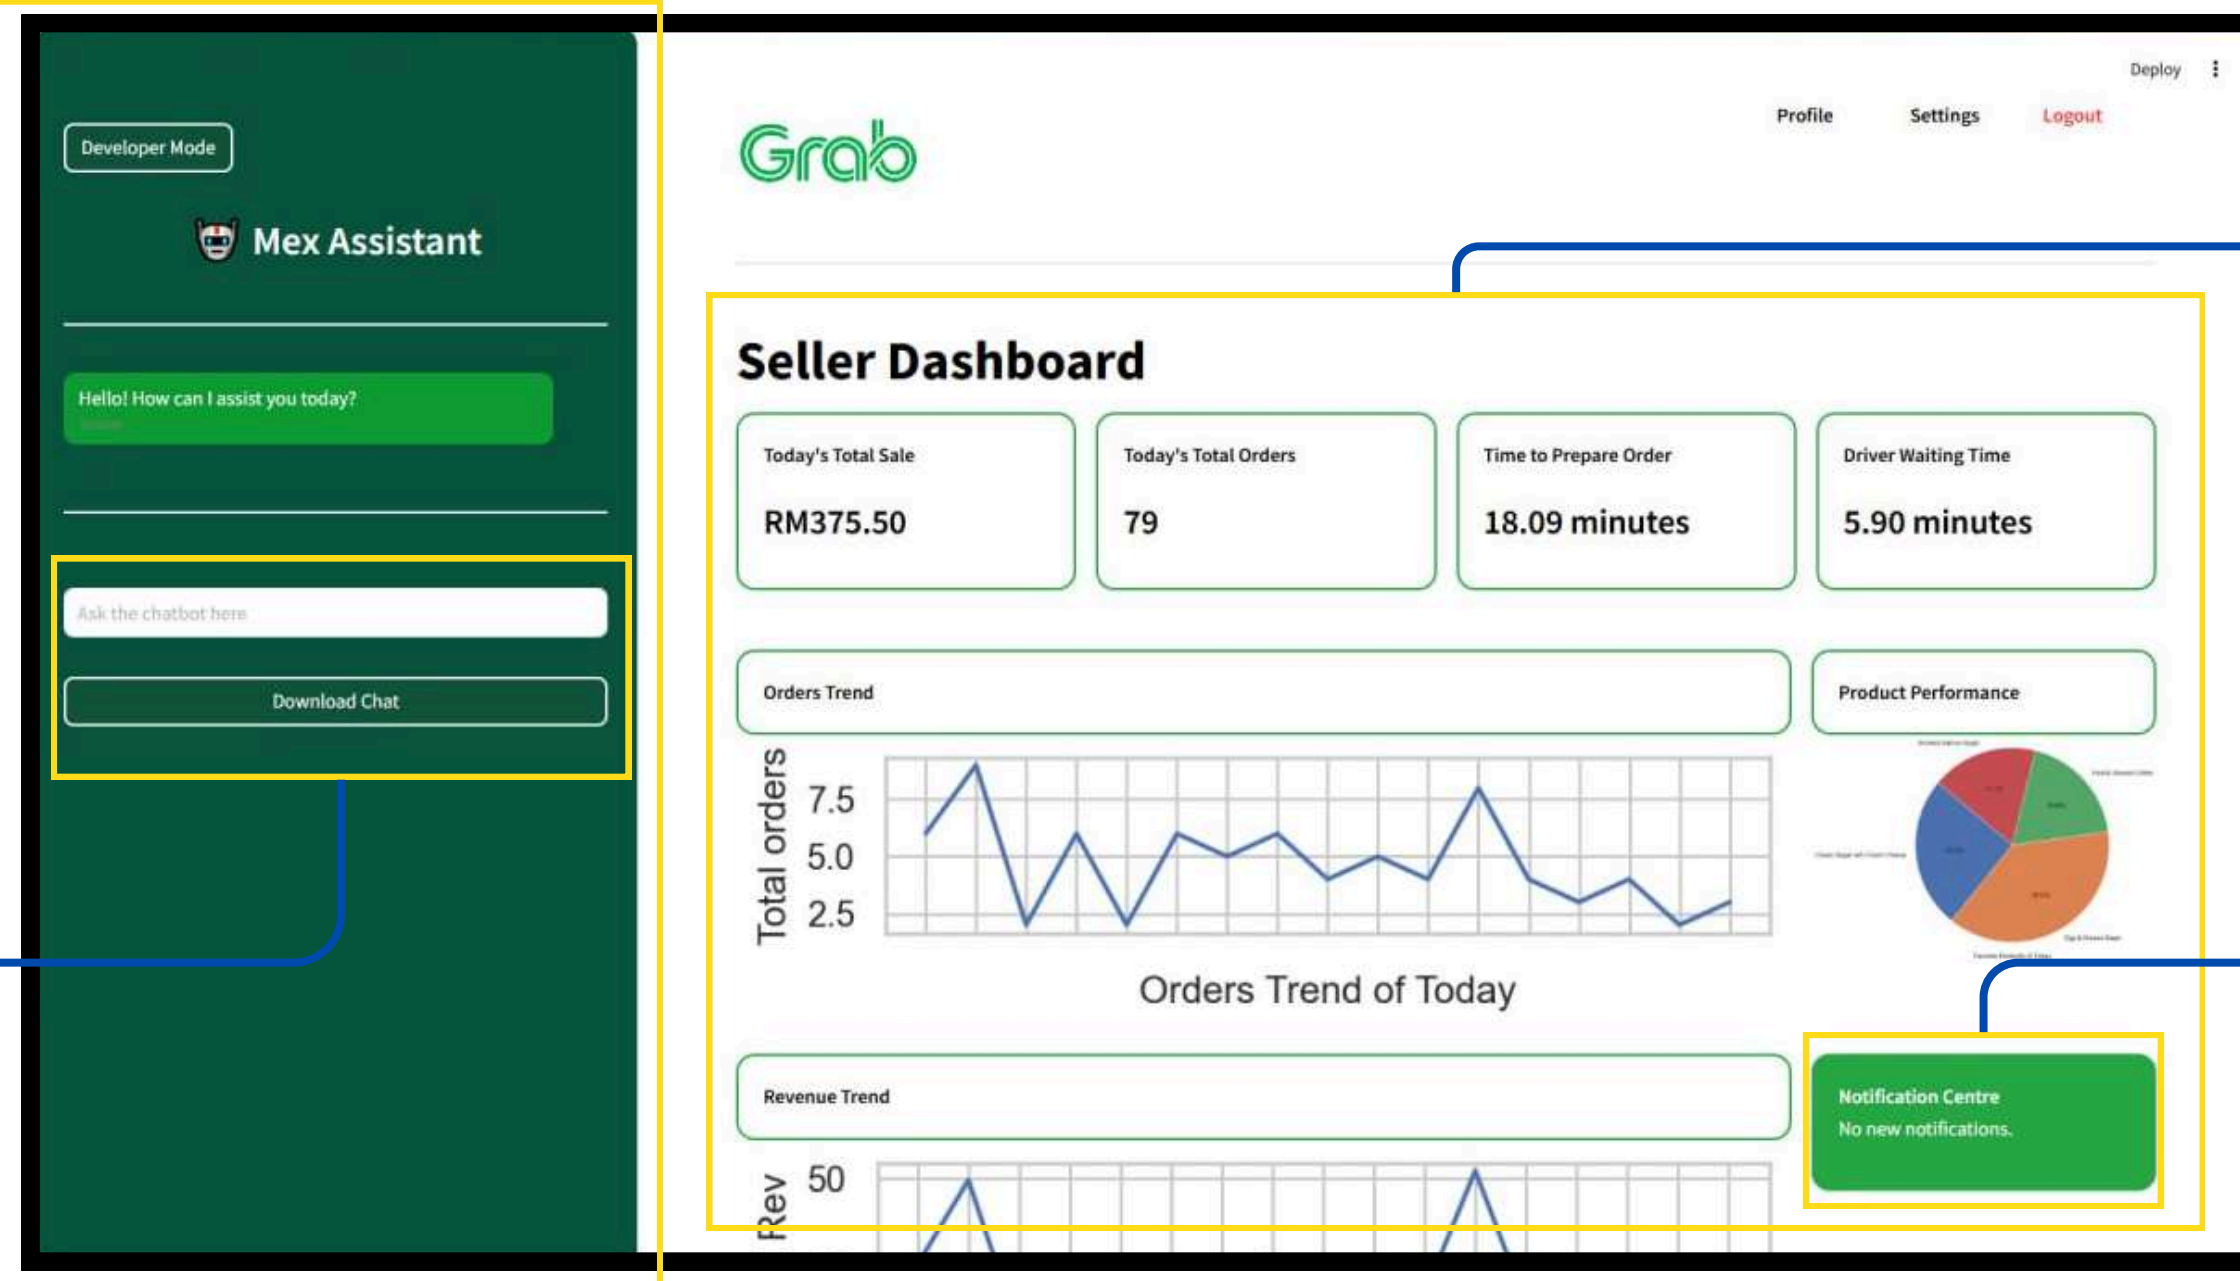 Deploy
Profile Settings Logout
Developer Mode
Grab
Mex Assistant
Hello! How can I assist you today?
Ask the chatbot here
Download Chat
Seller Dashboard
Today's Total Sale
RM375.50
Today's Total Orders
79
Time to Prepare Order
18.09 minutes
Driver Waiting Time
5.90 minutes
Orders Trend
Product Performance
Total orders
7.5
5.0
2.5
Orders Trend of Today
Revenue Trend
Notification Centre
No new notifications.
Rev
50